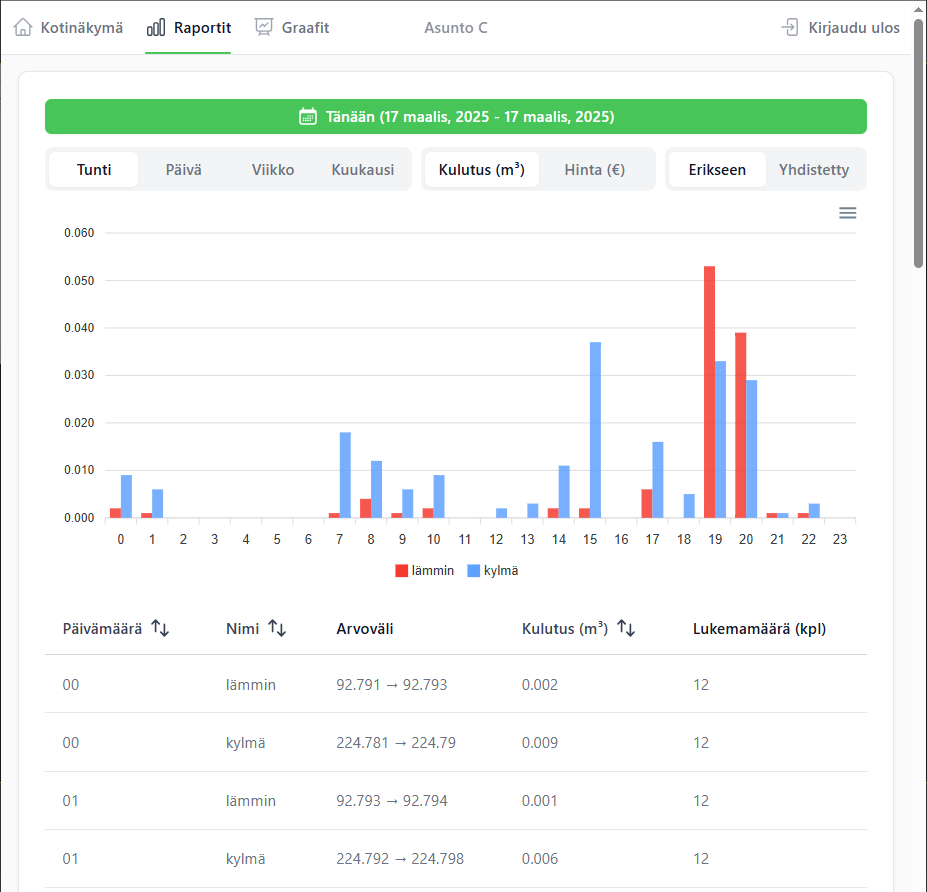 Kotinäkymä Raportit Graafit Asunto C Kirjaudu ulos
Tänään (17 maalis, 2025 - 17 maalis, 2025)
Tunti Päivä Viikko Kuukausi Kulutus (m³) Hinta (€) Erikseen Yhdistetty
0.060
0.050
0.040
0.030
0.020
0.010
0.000
0 1 2 3 4 5 6 7 8 9 10 11 12 13 14 15 16 17 18 19 20 21 22 23
lämmin kylmä
Päivämäärä Nimi Arvoväli Kulutus (m³) Lukemamäärä (kpl)
00 lämmin 92.791 → 92.793 0.002 12
00 kylmä 224.781 → 224.79 0.009 12
01 lämmin 92.793 → 92.794 0.001 12
01 kylmä 224.792 → 224.798 0.006 12